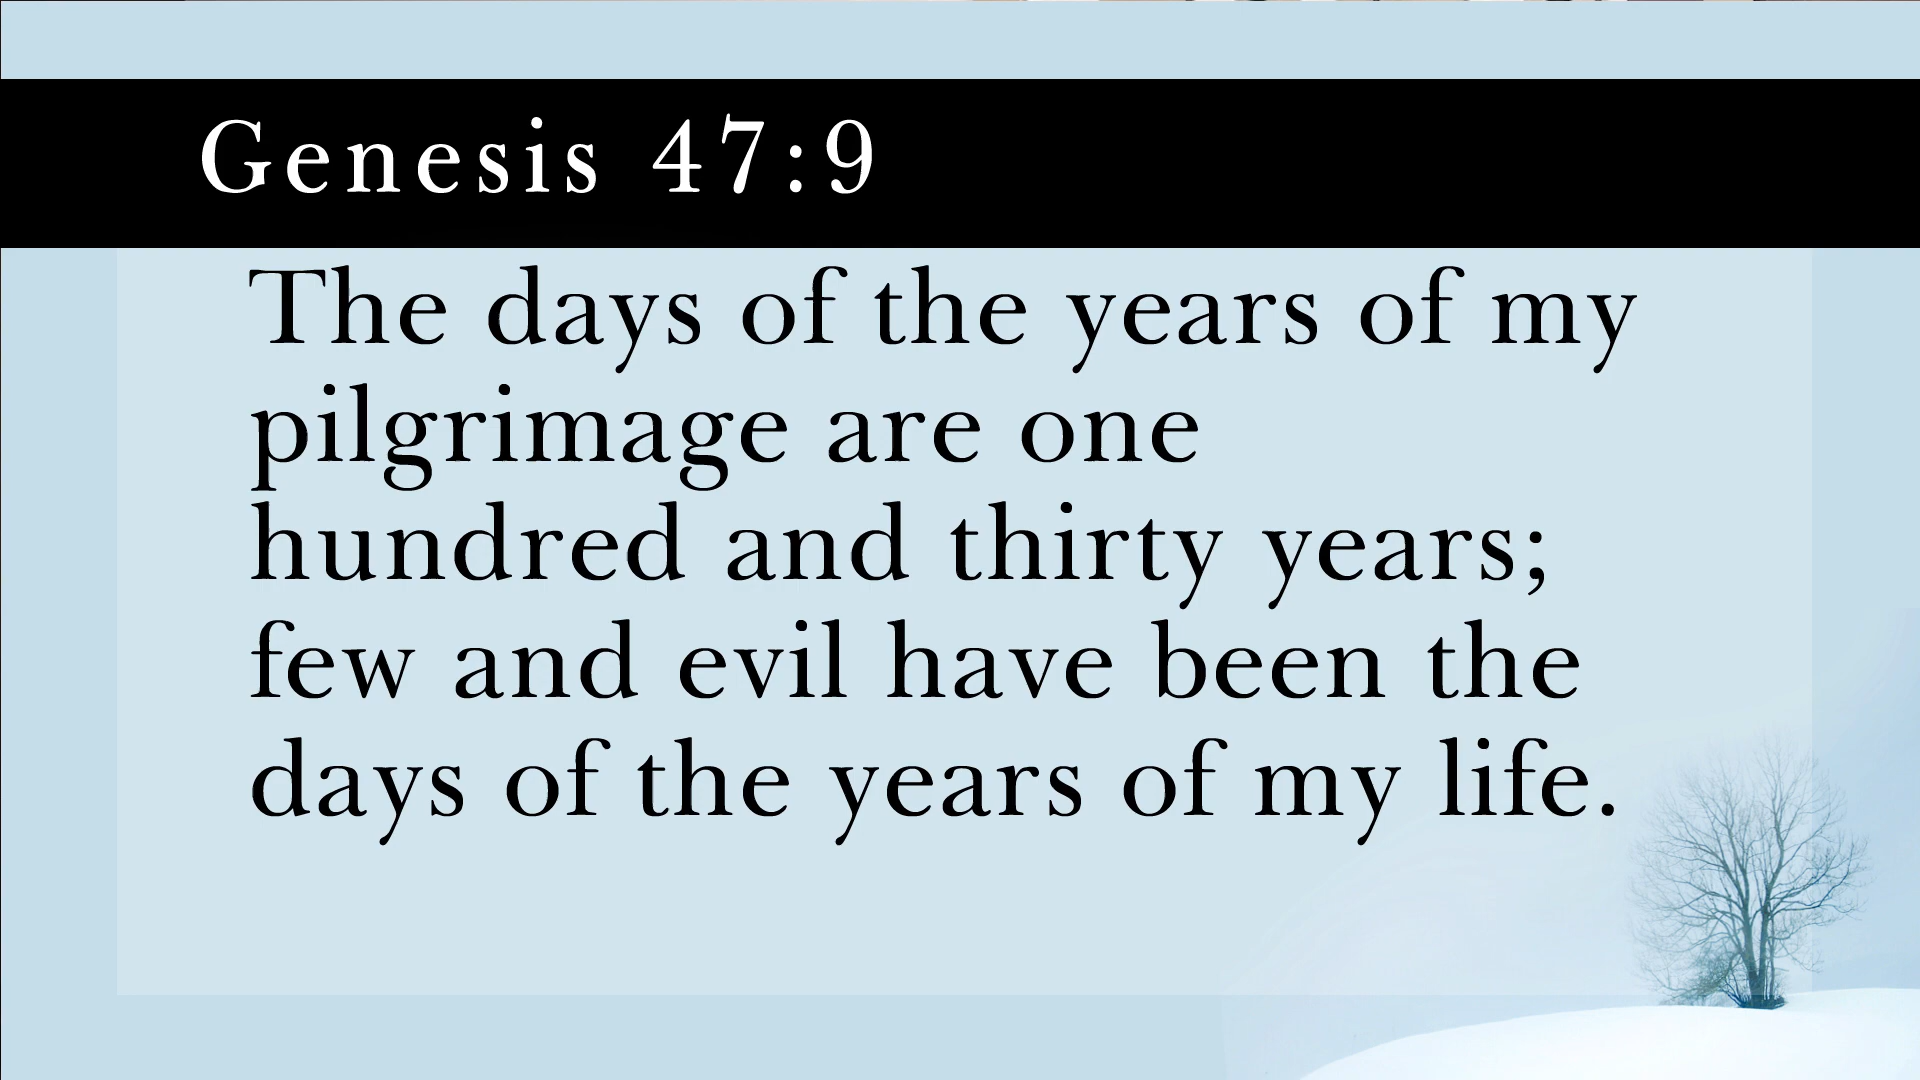 Genesis 47:9
The days of the years of my
pilgrimage are one
hundred and thirty years;
few and evil have been the
days of the years of my life.